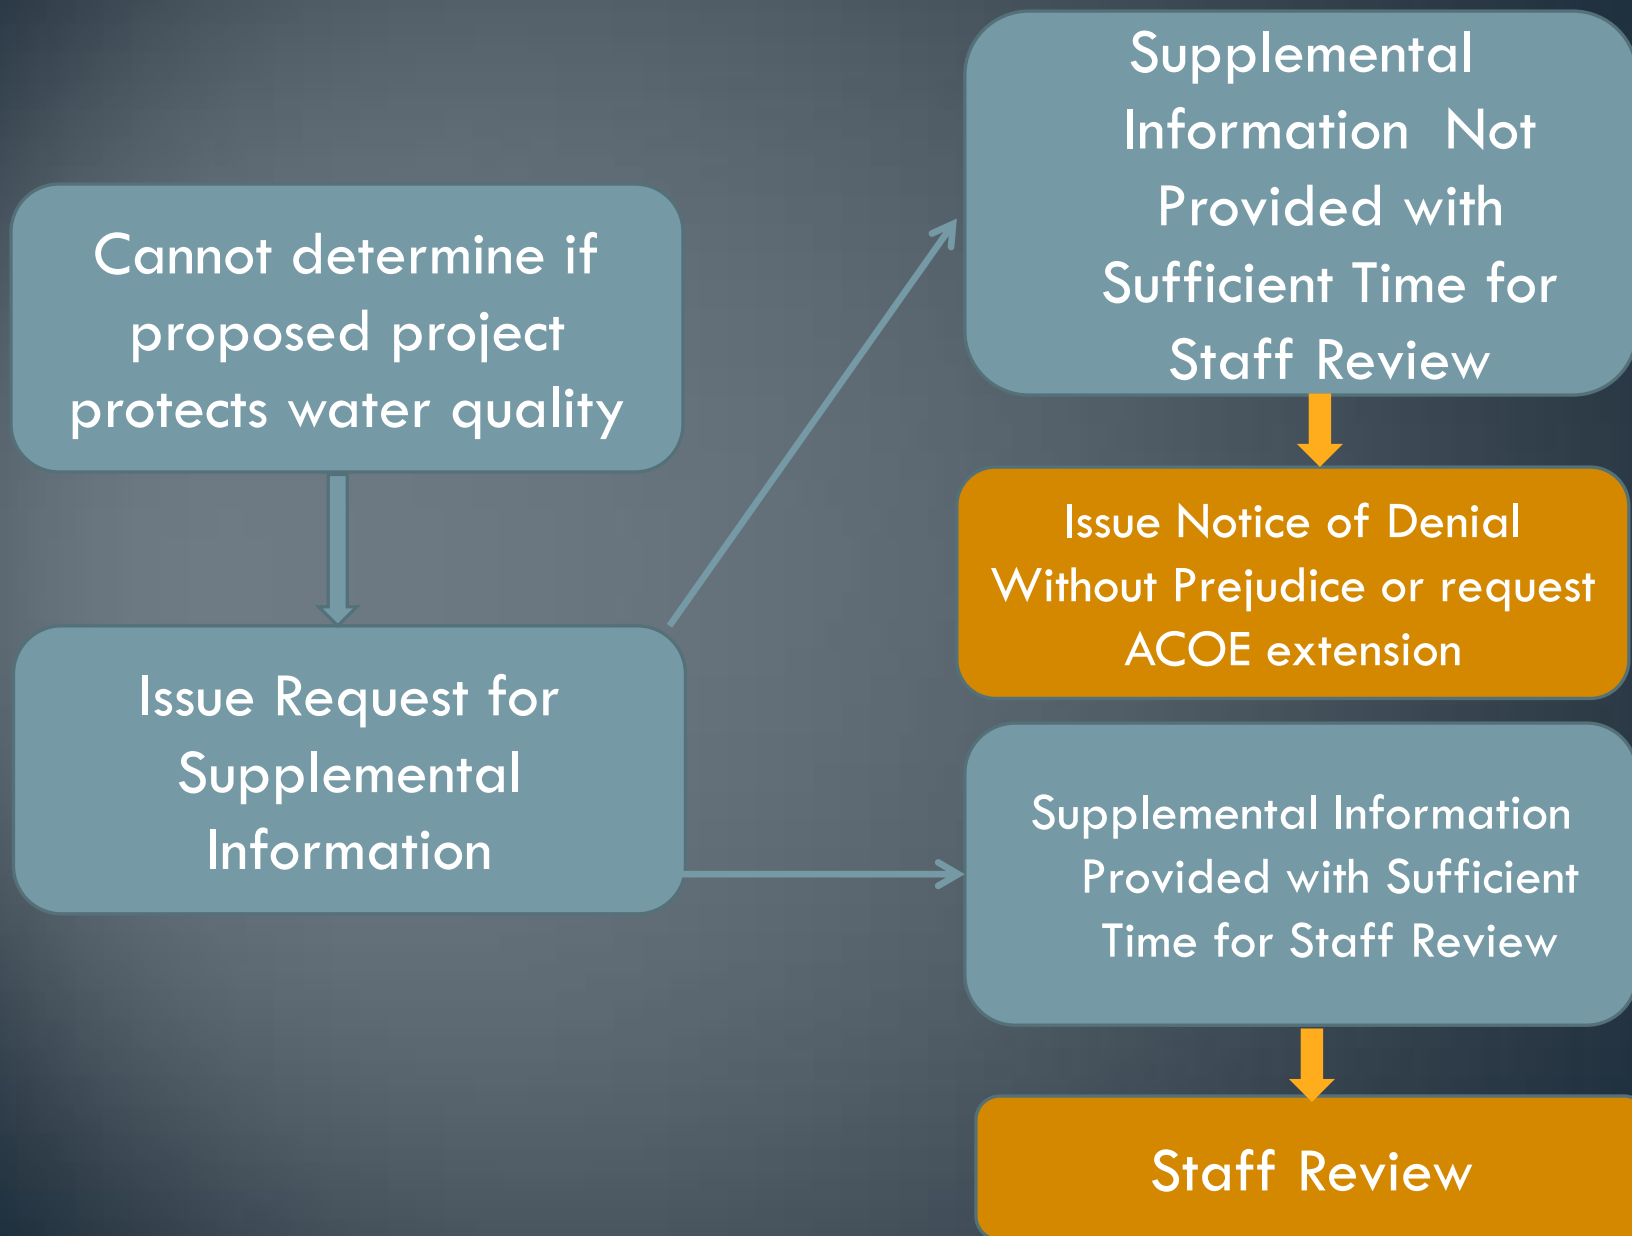 Cannot determine if
proposed project
protects water quality
Issue Request for
Supplemental
Information
Supplemental
Information Not
Provided with
Sufficient Time for
Staff Review
Issue Notice of Denial
Without Prejudice or request
ACOE extension
Supplemental Information
Provided with Sufficient
Time for Staff Review
Staff Review